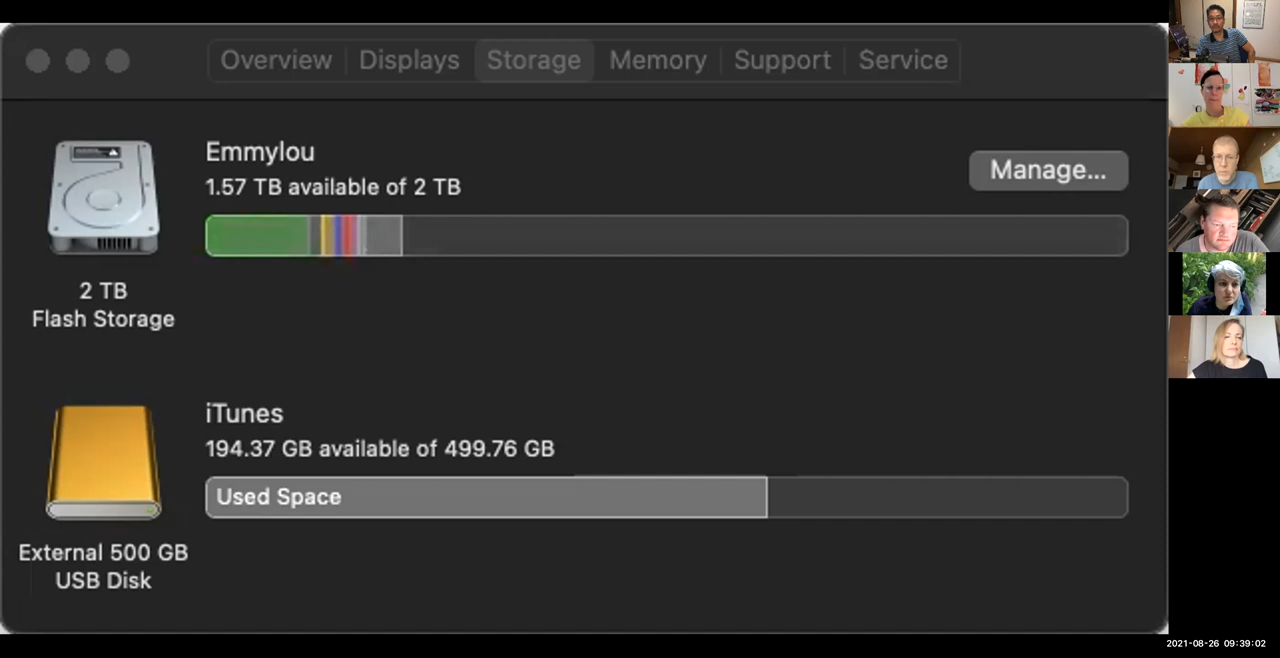 Overview Displays Storage Memory Support Service
Emmylou
1.57 TB available of 2 TB
Manage...
2 TB
Flash Storage
iTunes
194.37 GB available of 499.76 GB
Used Space
External 500 GB
USB Disk
2021-08-26 09:39:02